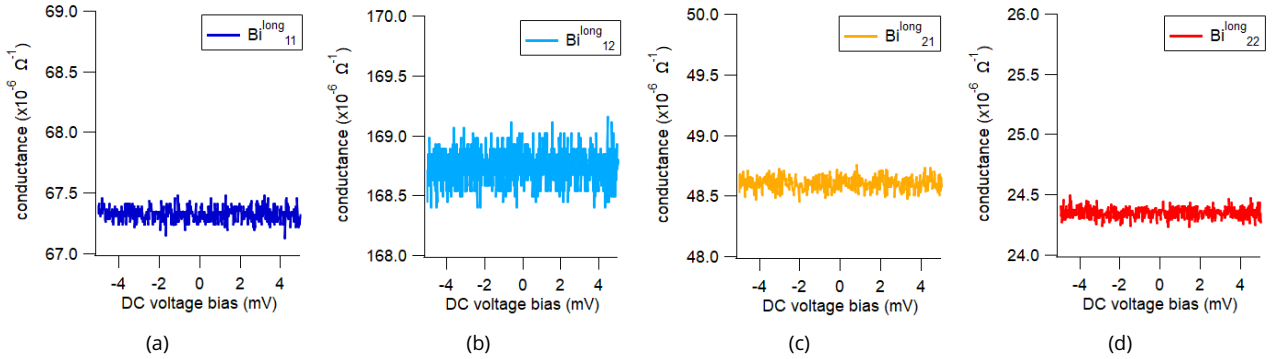 69.0
68.5
68.0
67.5
67.0
conductance (x10⁻⁶ Ω⁻¹)
-4 -2 0 2 4
DC voltage bias (mV)
Bi^long_11
(a)
170.0
169.5
169.0
168.5
168.0
conductance (x10⁻⁶ Ω⁻¹)
-4 -2 0 2 4
DC voltage bias (mV)
Bi^long_12
(b)
50.0
49.5
49.0
48.5
48.0
conductance (x10⁻⁶ Ω⁻¹)
-4 -2 0 2 4
DC voltage bias (mV)
Bi^long_21
(c)
26.0
25.5
25.0
24.5
24.0
conductance (x10⁻⁶ Ω⁻¹)
-4 -2 0 2 4
DC voltage bias (mV)
Bi^long_22
(d)